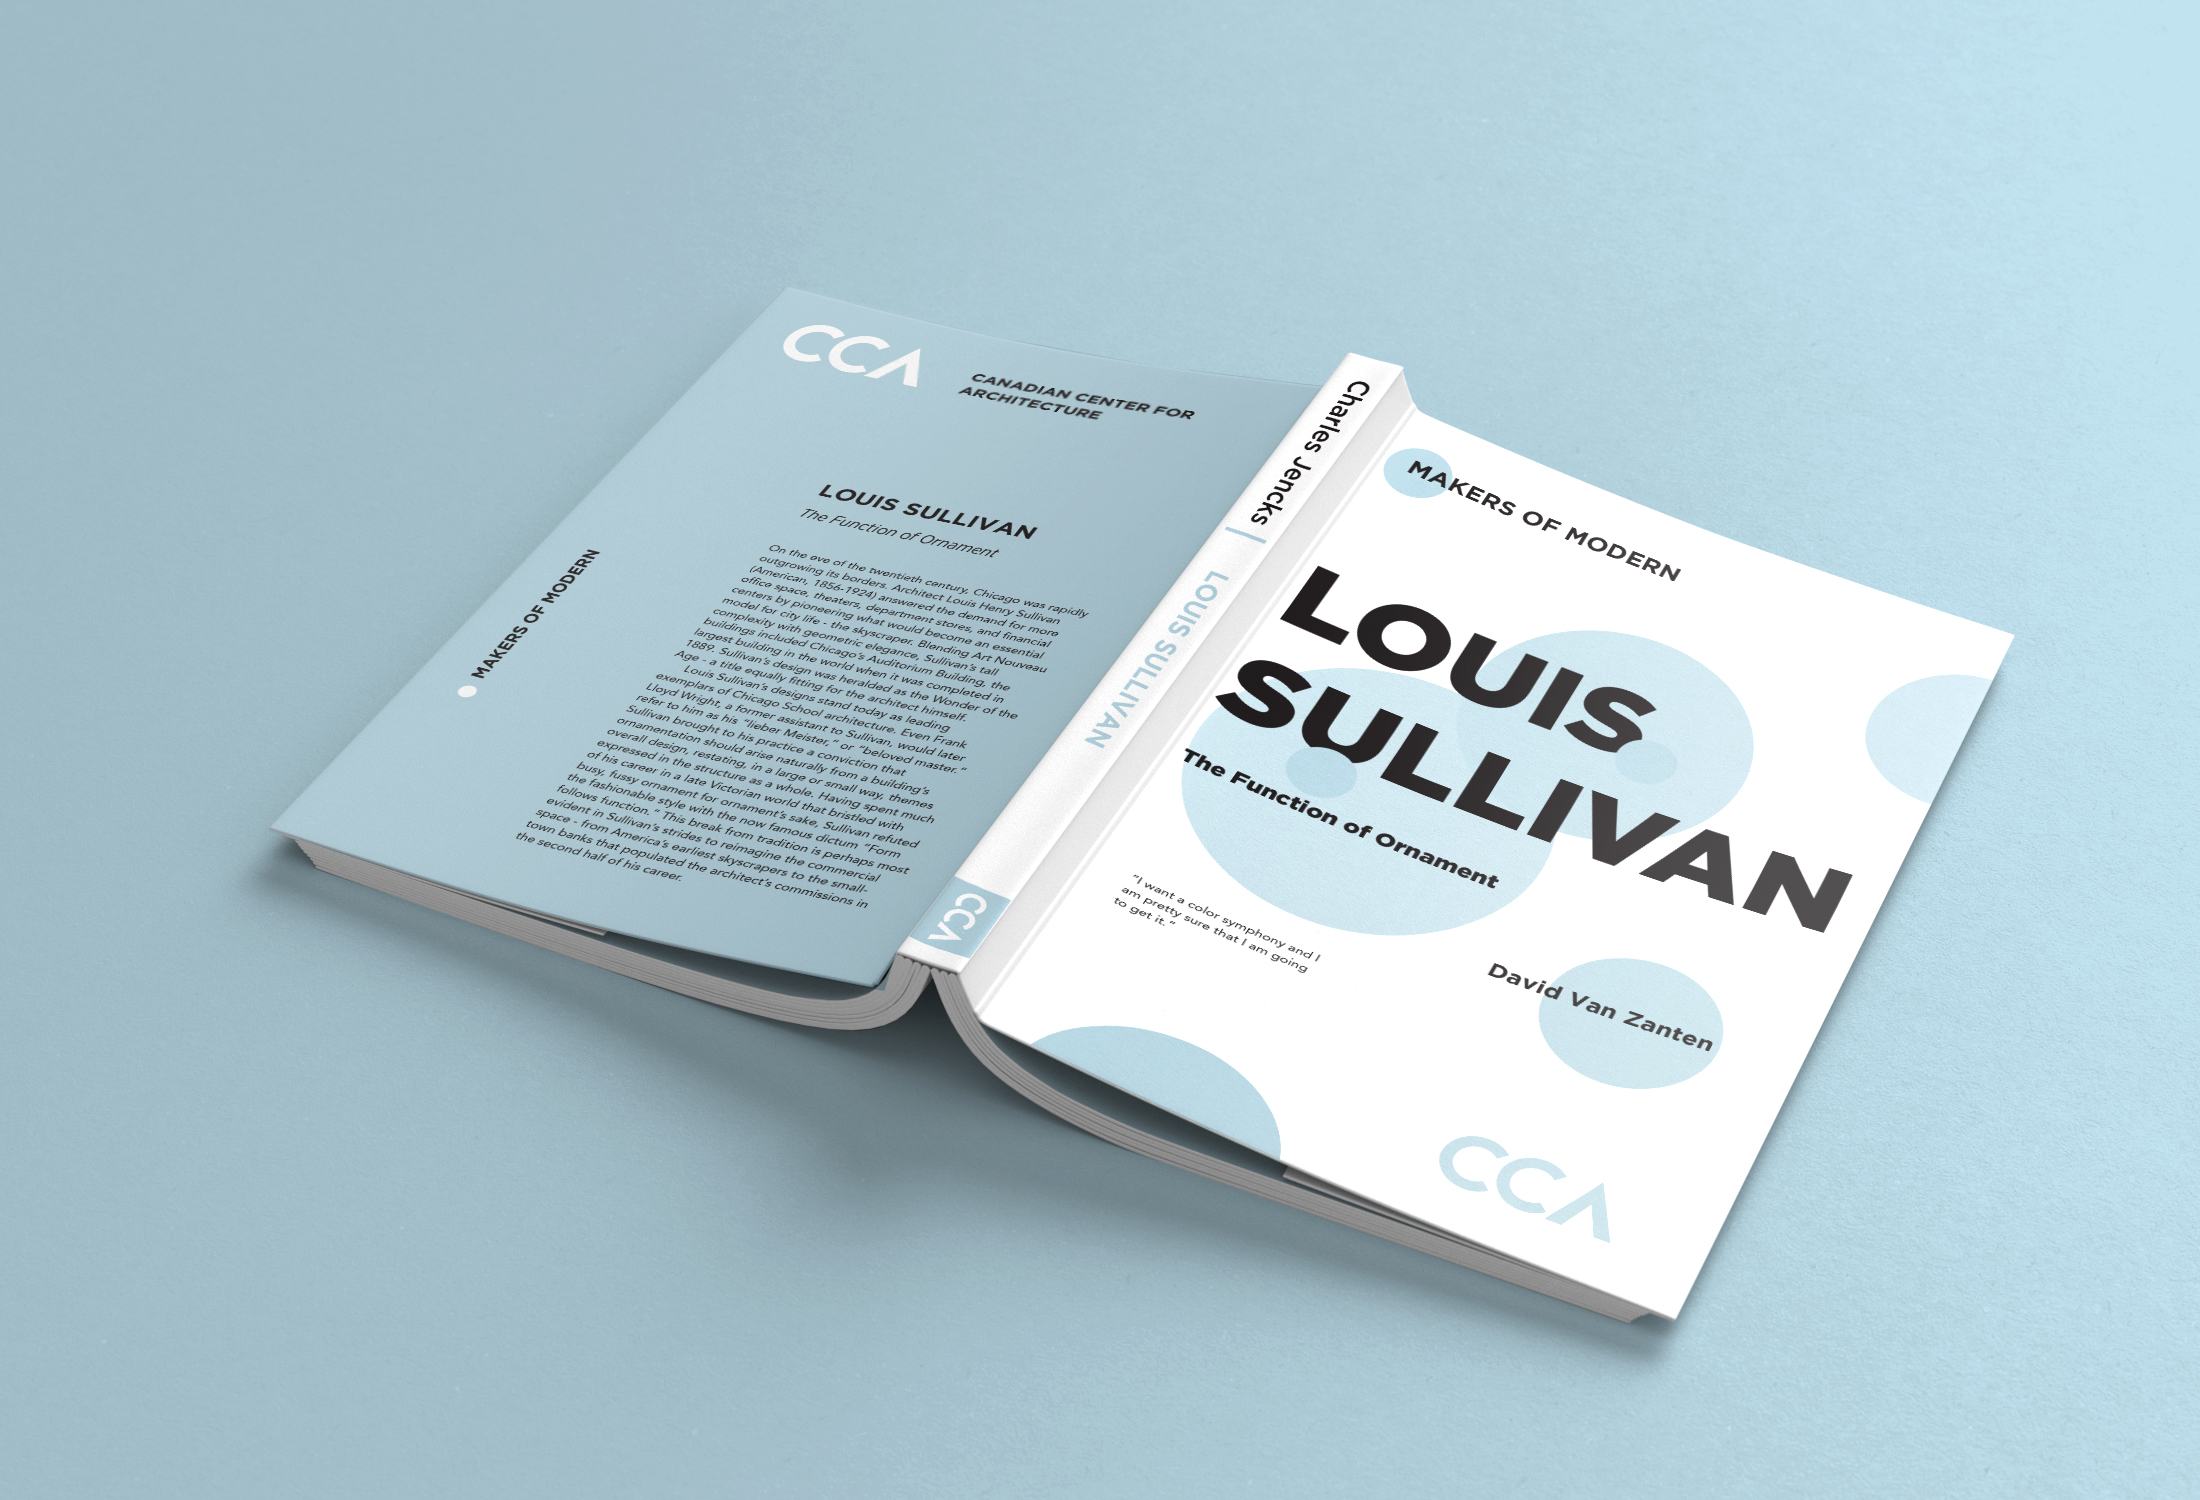 CCA
CANADIAN CENTER FOR
ARCHITECTURE
LOUIS SULLIVAN
The Function of Ornament
On the eve of the twentieth century, Chicago was rapidly
outgrowing its borders. Architect Louis Henry Sullivan
(American, 1856-1924) answered the demand for more
office space, theaters, department stores, and financial
centers by pioneering what would become an essential
model for city life - the skyscraper. Blending Art Nouveau
complexity with geometric elegance, Sullivan's tall
buildings included Chicago's Auditorium Building, the
largest building in the world when it was completed in
1889. Sullivan's design was heralded as the Wonder of the
Age - a title equally fitting for the architect himself.
Louis Sullivan's designs stand today as leading
exemplars of Chicago School architecture. Even Frank
Lloyd Wright, a former assistant to Sullivan, would later
refer to him as his "lieber Meister," or "beloved master."
Sullivan brought to his practice a conviction that
ornamentation should arise naturally from a building's
overall design, restating, in a large or small way, themes
expressed in the structure as a whole. Having spent much
of his career in a late Victorian world that bristled with
busy, fussy ornament for ornament's sake, Sullivan refuted
the fashionable style with the now famous dictum "Form
follows function." This break from tradition is perhaps most
evident in Sullivan's strides to reimagine the commercial
space - from America's earliest skyscrapers to the small-
town banks that populated the architect's commissions in
the second half of his career.
MAKERS OF MODERN
Charles Jencks | LOUIS SULLIVAN
CCA
MAKERS OF MODERN
LOUIS
SULLIVAN
The Function of Ornament
"I want a color symphony and I
am pretty sure that I am going
to get it."
David Van Zanten
CCA